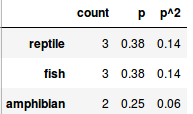 count p p^2
reptile 3 0.38 0.14
fish 3 0.38 0.14
amphibian 2 0.25 0.06